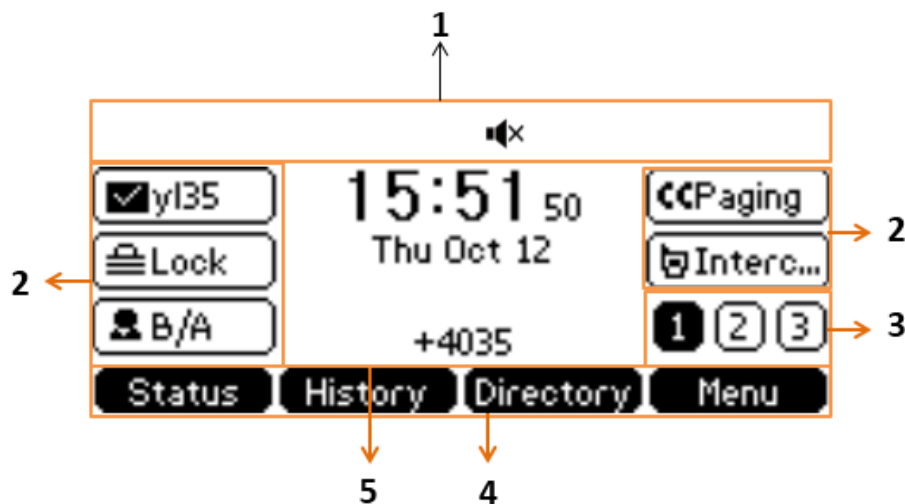 1
yl35
15:51 50
Paging
Thu Oct 12
2
Lock
Interc...
2
B/A
+4035
1 2 3
3
Status History Directory Menu
5 4